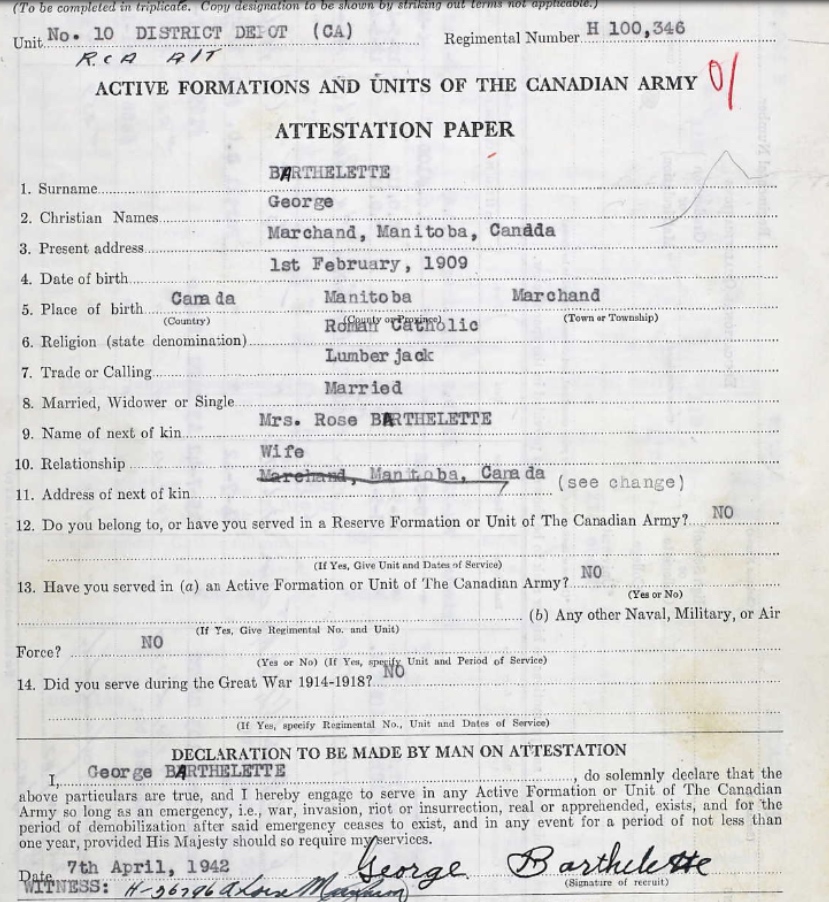 (To be completed in triplicate. Copy designation to be shown by striking out terms not applicable.)
Unit No. 10 DISTRICT DEPOT (CA) Regimental Number H 100,346
RCA A/T
01
ACTIVE FORMATIONS AND UNITS OF THE CANADIAN ARMY
ATTESTATION PAPER
1. Surname BARTHELETTE
2. Christian Names George
3. Present address Marchand, Manitoba, Canada
4. Date of birth 1st February, 1909
5. Place of birth Canada Manitoba Marchand
(Country) (County or Province) (Town or Township)
6. Religion (state denomination) Roman Catholic
7. Trade or Calling Lumberjack
8. Married, Widower or Single Married
9. Name of next of kin Mrs. Rose BARTHELETTE
10. Relationship Wife
11. Address of next of kin Marchand, Manitoba, Canada (see change)
12. Do you belong to, or have you served in a Reserve Formation or Unit of The Canadian Army? NO
(If Yes, Give Unit and Dates of Service)
13. Have you served in (a) an Active Formation or Unit of The Canadian Army? NO
(Yes or No)
(b) Any other Naval, Military, or Air
(If Yes, Give Regimental No. and Unit)
Force? NO
(Yes or No) (If Yes, specify Unit and Period of Service)
14. Did you serve during the Great War 1914-1918? NO
(If Yes, specify Regimental No., Unit and Dates of Service)
DECLARATION TO BE MADE BY MAN ON ATTESTATION
I, George BARTHELETTE, do solemnly declare that the
above particulars are true, and I hereby engage to serve in any Active Formation or Unit of The Canadian
Army so long as an emergency, i.e., war, invasion, riot or insurrection, real or apprehended, exists, and for the
period of demobilization after said emergency ceases to exist, and in any event for a period of not less than
one year, provided His Majesty should so require my services.
Date 7th April, 1942 George Barthelette
(Signature of recruit)
WITNESS: H-36796